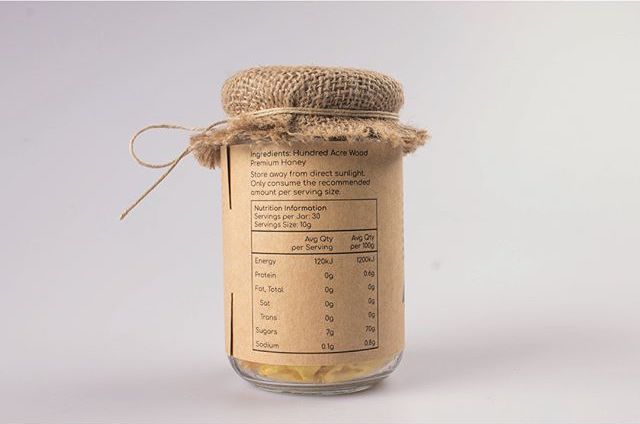 Ingredients: Hundred Acre Wood
Premium Honey
Store away from direct sunlight.
Only consume the recommended
amount per serving size.
Nutrition Information
Servings per Jar: 30
Servings Size: 10g
Avg Qty per Serving Avg Qty per 100g
Energy 120kJ 1200kJ
Protein 0g 0.6g
Fat, Total 0g 0g
Sat 0g 0g
Trans 0g 0g
Sugars 7g 70g
Sodium 0.1g 0.8g